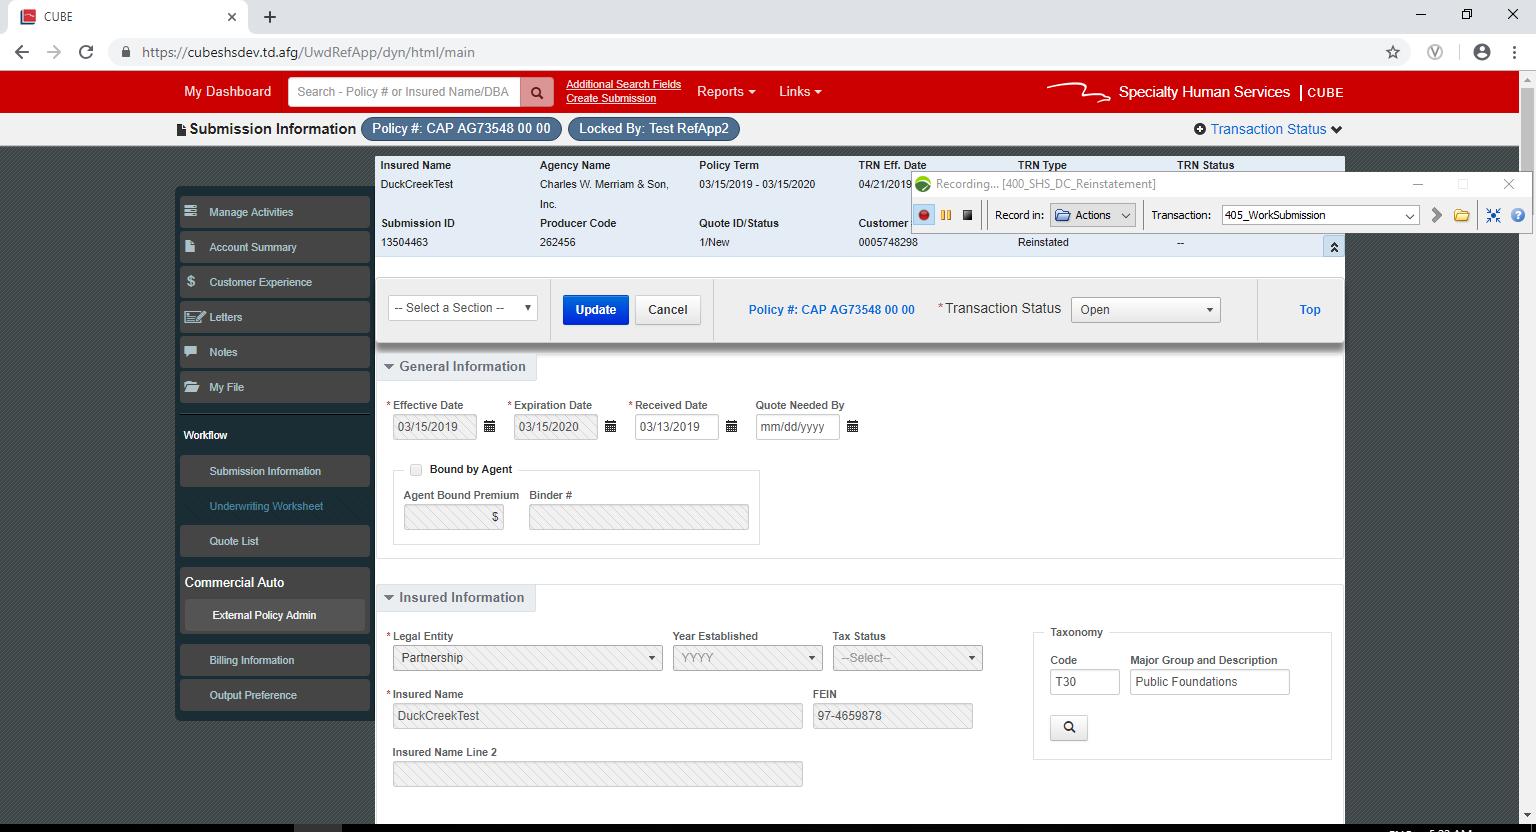 CUBE
https://cubeshsdev.td.afg/UwdRefApp/dyn/html/main
My Dashboard
Search - Policy # or Insured Name/DBA
Additional Search Fields
Create Submission
Reports
Links
Specialty Human Services | CUBE
Submission Information
Policy #: CAP AG73548 00 00
Locked By: Test RefApp2
Transaction Status
Insured Name Agency Name Policy Term TRN Eff. Date TRN Type TRN Status
DuckCreekTest Charles W. Merriam & Son, Inc. 03/15/2019 - 03/15/2020 04/21/2019
Submission ID Producer Code Quote ID/Status Customer
13504463 262456 1/New 0005748298 Reinstated --
Recording... [400_SHS_DC_Reinstatement]
Record in: Actions Transaction: 405_WorkSubmission
Manage Activities
Account Summary
Customer Experience
Letters
Notes
My File
Workflow
Submission Information
Underwriting Worksheet
Quote List
Commercial Auto
External Policy Admin
Billing Information
Output Preference
-- Select a Section --
Update
Cancel
Policy #: CAP AG73548 00 00
*Transaction Status
Open
Top
General Information
*Effective Date *Expiration Date *Received Date Quote Needed By
03/15/2019 03/15/2020 03/13/2019 mm/dd/yyyy
Bound by Agent
Agent Bound Premium Binder #
$
Insured Information
*Legal Entity Year Established Tax Status
Partnership YYYY --Select--
*Insured Name FEIN
DuckCreekTest 97-4659878
Insured Name Line 2
Taxonomy
Code Major Group and Description
T30 Public Foundations